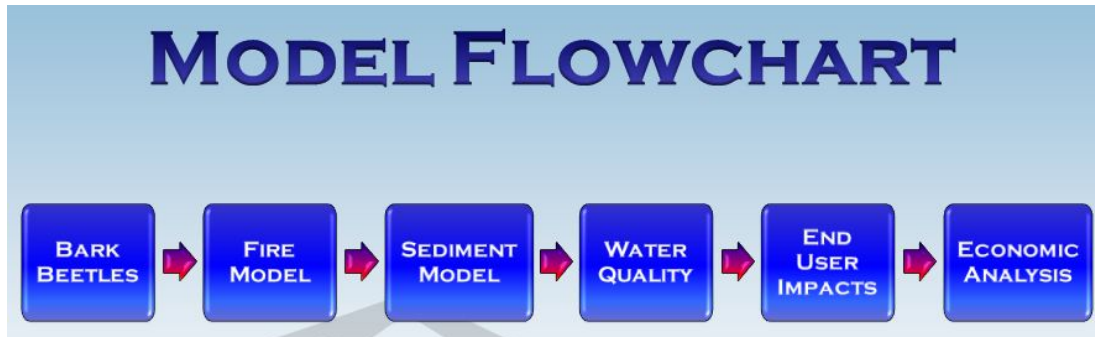 MODEL FLOWCHART
BARK
BEETLES
FIRE
MODEL
SEDIMENT
MODEL
WATER
QUALITY
END
USER
IMPACTS
ECONOMIC
ANALYSIS